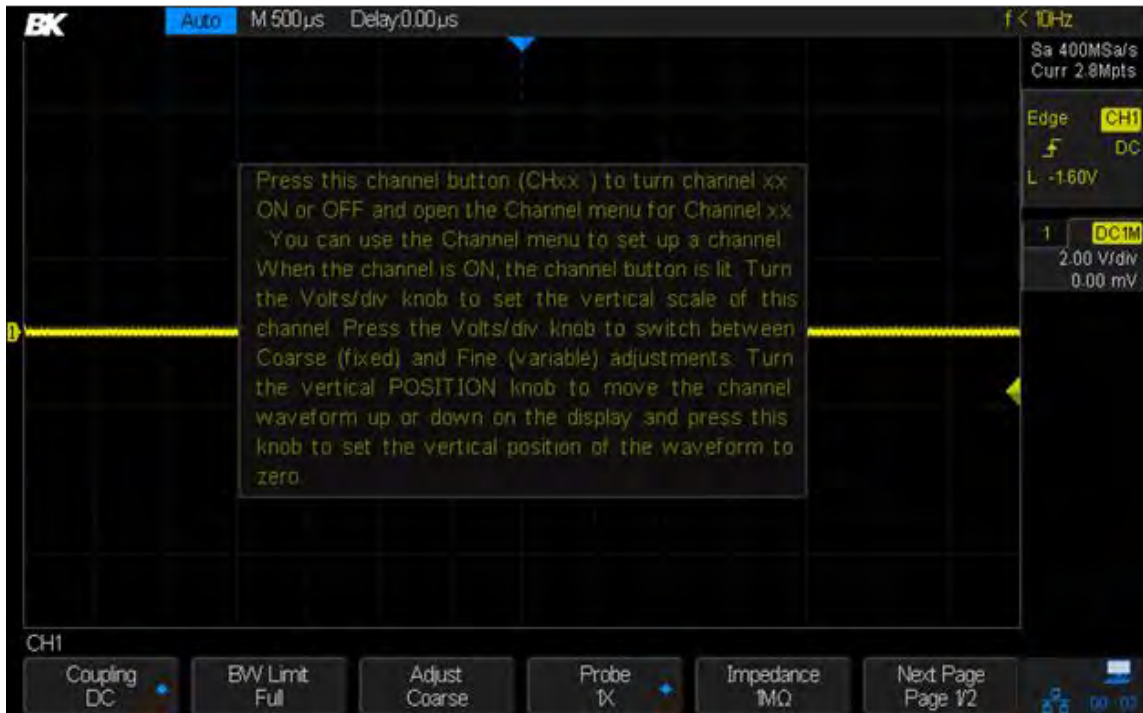 BK Auto M 500μs Delay:0.00μs f < 10Hz
Sa 400MSa/s
Curr 2.8Mpts
Edge CH1
DC
L -1.60V
1 DC1M
2.00 V/div
0.00 mV
Press this channel button (CHxx ) to turn channel xx
ON or OFF and open the Channel menu for Channel xx
You can use the Channel menu to set up a channel
When the channel is ON, the channel button is lit Turn
the Volts/div knob to set the vertical scale of this
channel Press the Volts/div knob to switch between
Coarse (fixed) and Fine (variable) adjustments Turn
the vertical POSITION knob to move the channel
waveform up or down on the display and press this
knob to set the vertical position of the waveform to
zero
1
CH1
Coupling BW Limit Adjust Probe Impedance Next Page
DC Full Coarse 1X 1MΩ Page 1/2